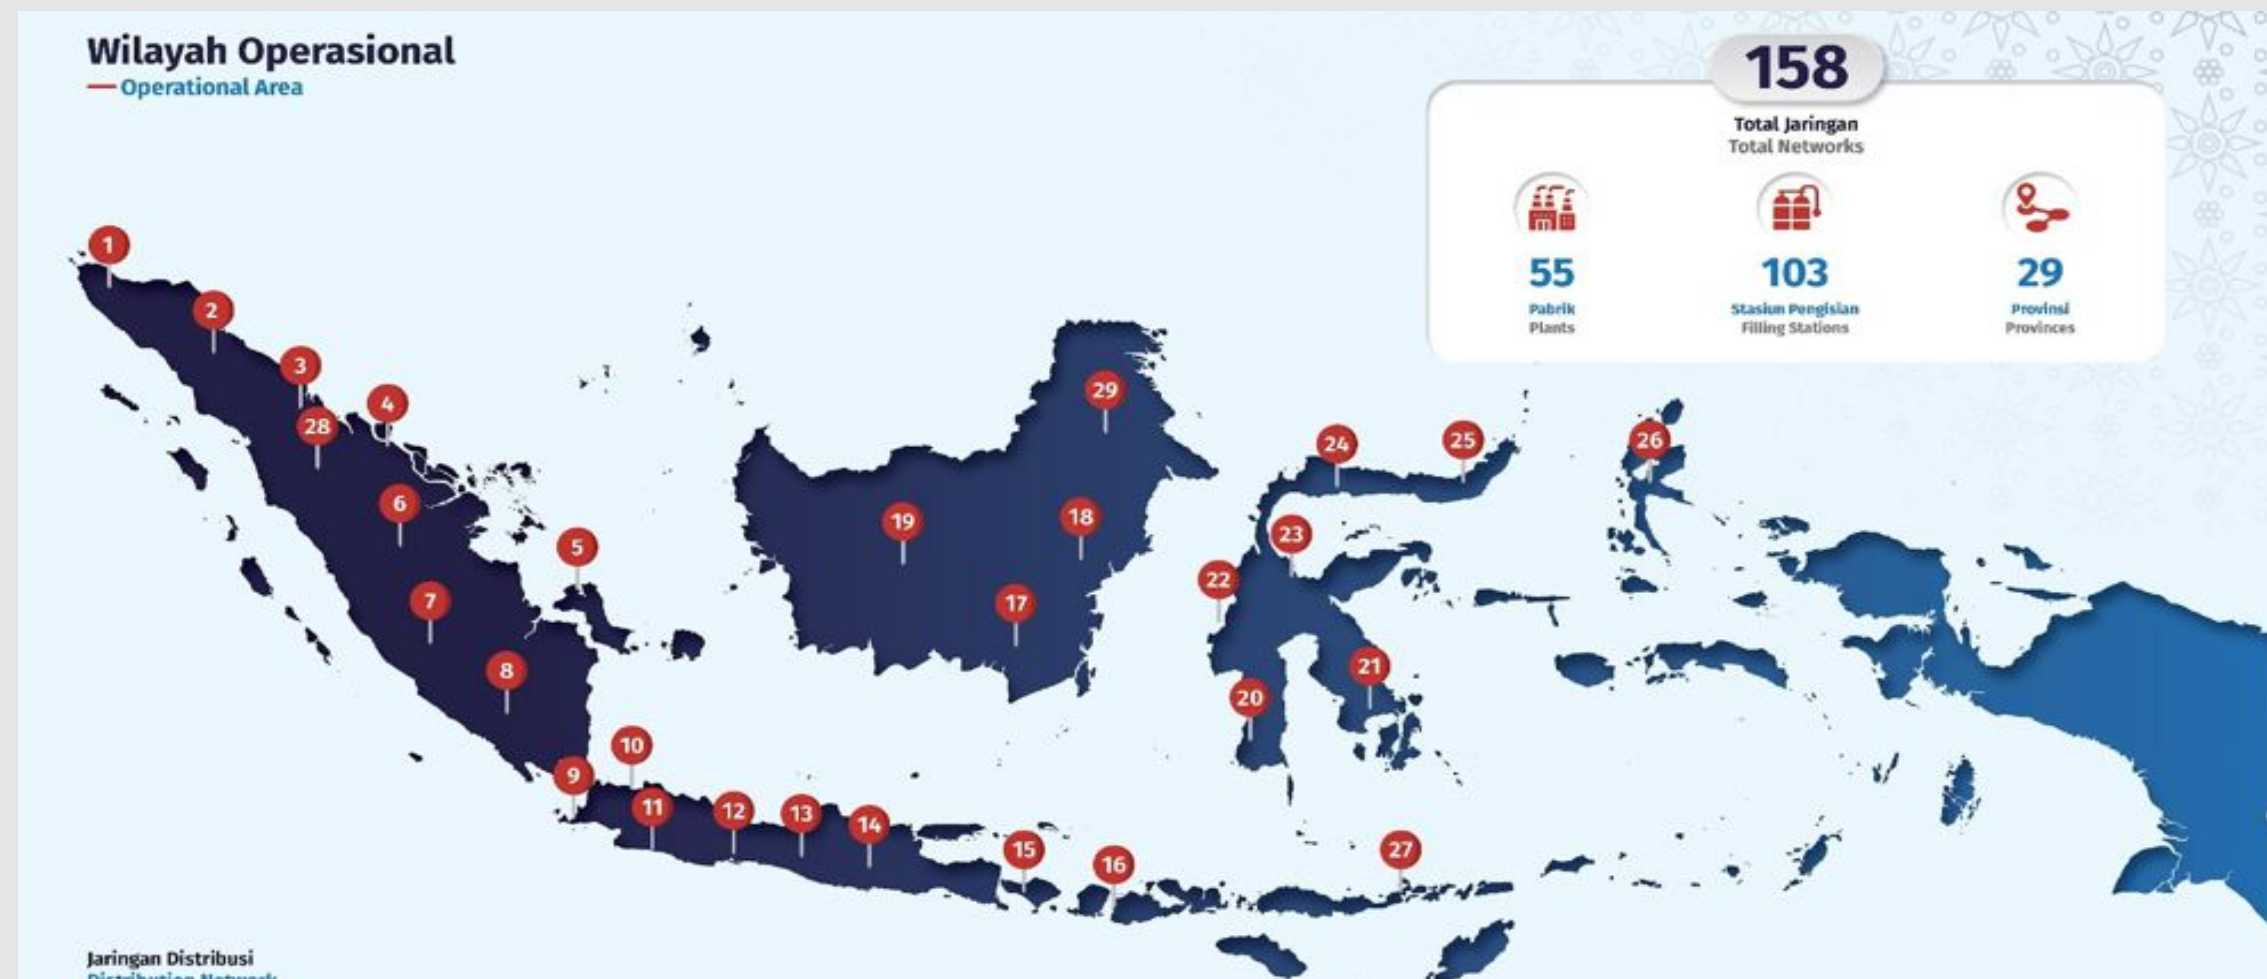 Wilayah Operasional
Operational Area
158
Total Jaringan
Total Networks
55
Pabrik
Plants
103
Stasiun Pengisian
Filling Stations
29
Provinsi
Provinces
1
2
3
4
28
29
24
25
26
6
5
19
18
23
22
7
17
8
21
20
10
9
11
12
13
14
15
16
27
Jaringan Distribusi
Distribution Network